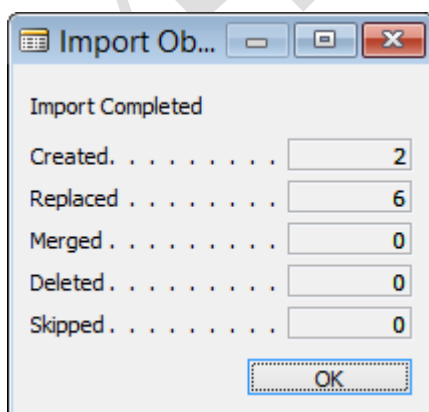 Import Ob...
Import Completed
Created. . . . . . . . . . 2
Replaced . . . . . . . . 6
Merged . . . . . . . . . 0
Deleted . . . . . . . . . 0
Skipped. . . . . . . . . . 0
OK